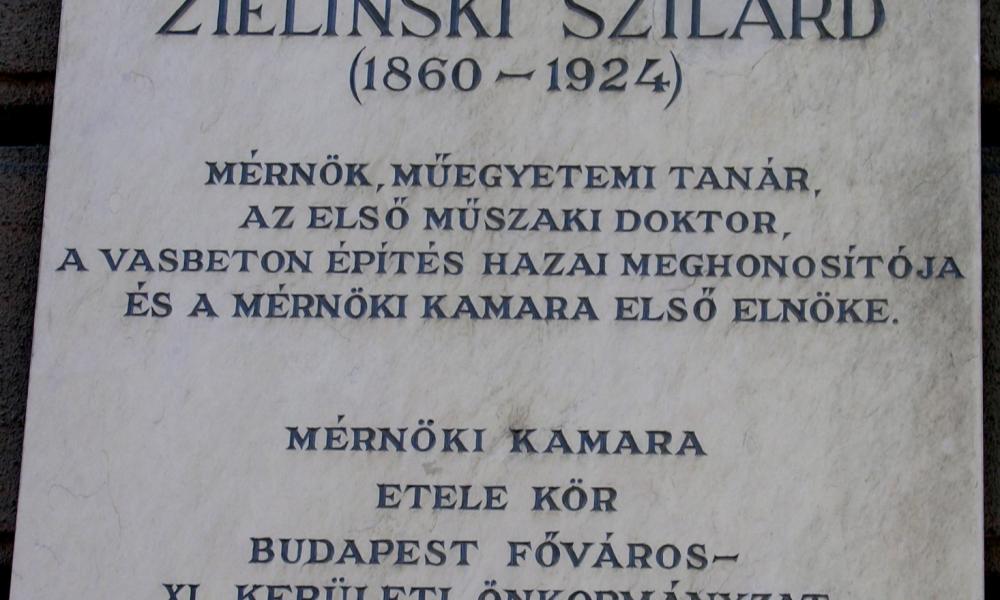 ZIELINSKI SZILÁRD
(1860 – 1924)
MÉRNÖK, MŰEGYETEMI TANÁR,
AZ ELSŐ MŰSZAKI DOKTOR,
A VASBETON ÉPÍTÉS HAZAI MEGHONOSÍTÓJA
ÉS A MÉRNÖKI KAMARA ELSŐ ELNÖKE.
MÉRNÖKI KAMARA
ETELE KÖR
BUDAPEST FŐVÁROS–
XI. KERÜLETI ÖNKORMÁNYZAT